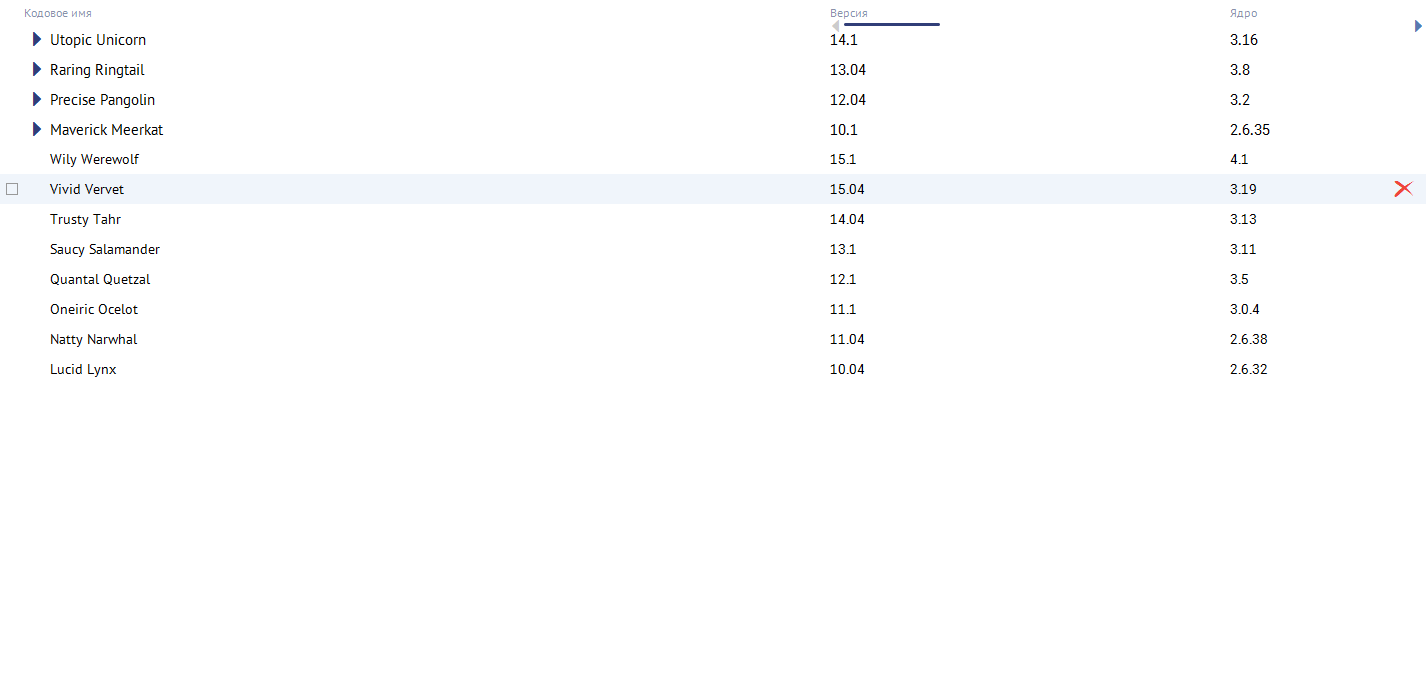 Кодовое имя Версия Ядро
Utopic Unicorn 14.1 3.16
Raring Ringtail 13.04 3.8
Precise Pangolin 12.04 3.2
Maverick Meerkat 10.1 2.6.35
Wily Werewolf 15.1 4.1
Vivid Vervet 15.04 3.19
Trusty Tahr 14.04 3.13
Saucy Salamander 13.1 3.11
Quantal Quetzal 12.1 3.5
Oneiric Ocelot 11.1 3.0.4
Natty Narwhal 11.04 2.6.38
Lucid Lynx 10.04 2.6.32